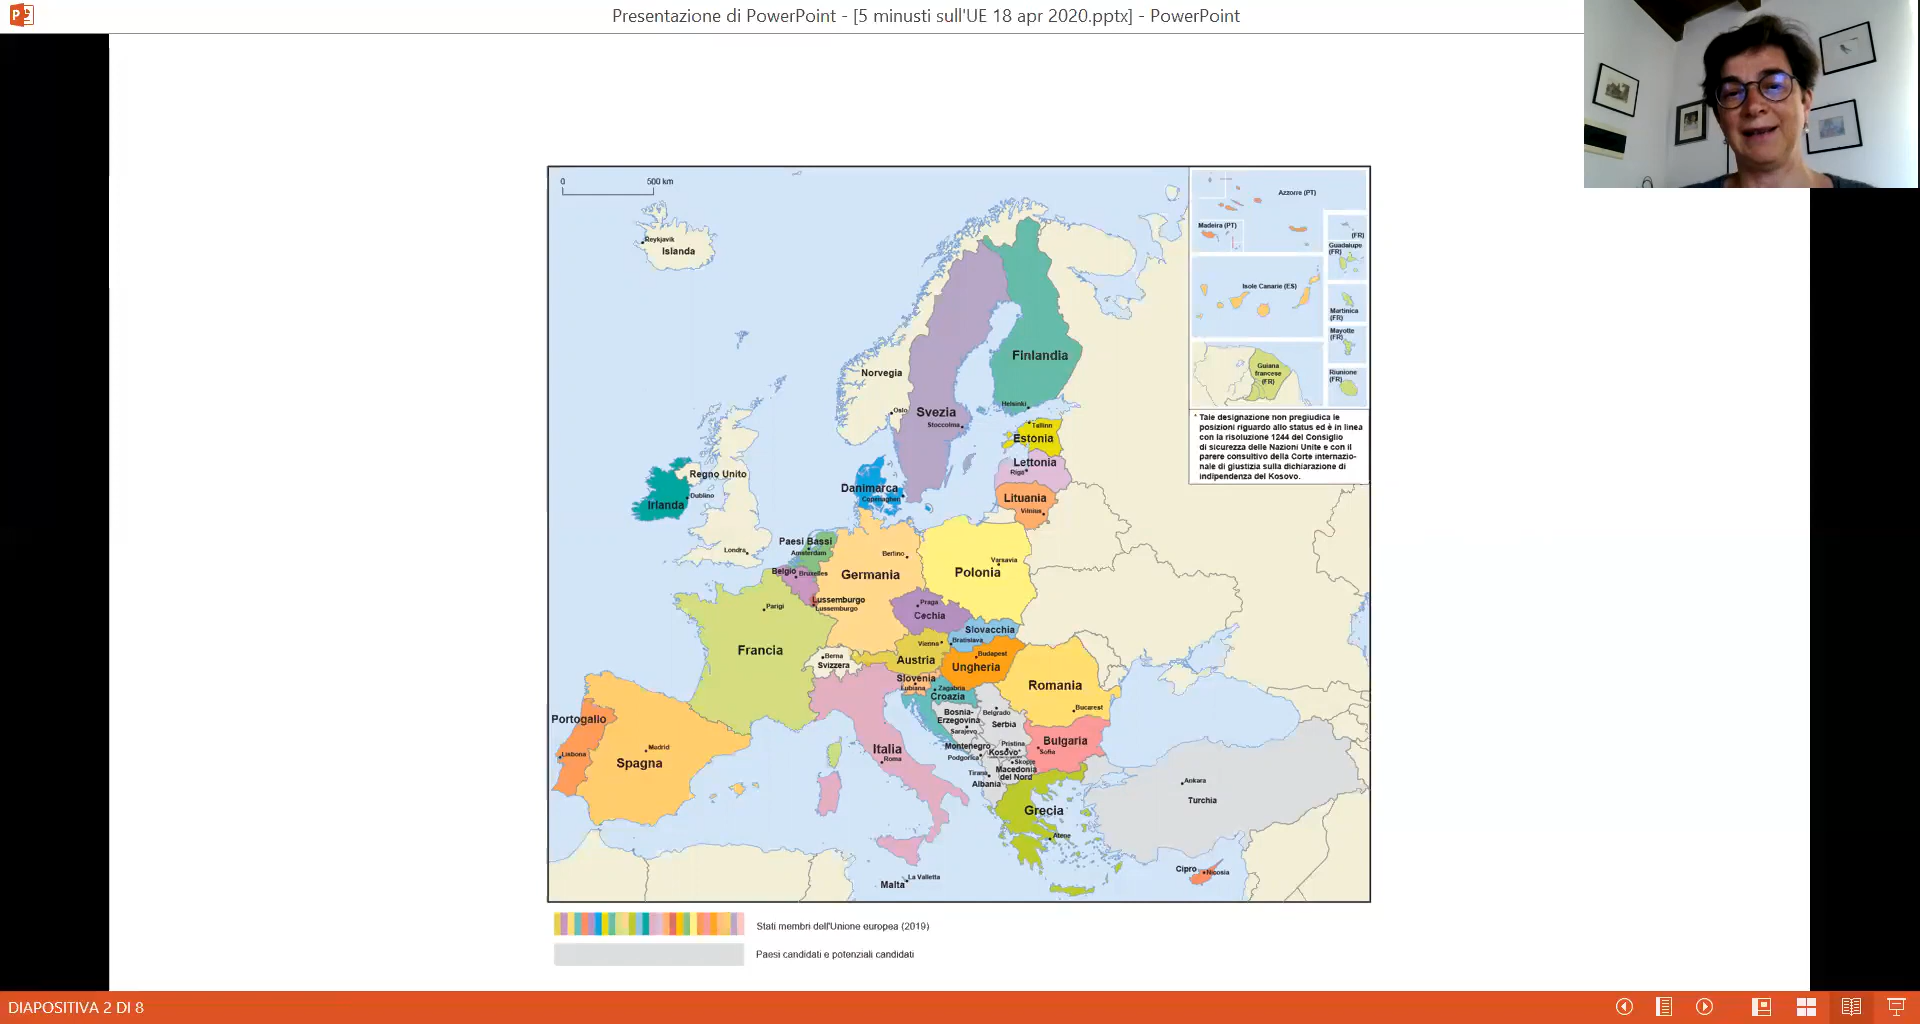 Presentazione di PowerPoint - [5 minusti sull'UE 18 apr 2020.pptx] - PowerPoint
0 500 km
Azzorre (PT)
Madeira (PT)
(FR)
Guadalupe
(FR)
Isole Canarie (ES)
Martinica
(FR)
Mayotte
(FR)
Guiana
francese
(FR)
Riunione
(FR)
* Tale designazione non pregiudica le
posizioni riguardo allo status ed è in linea
con la risoluzione 1244 del Consiglio
di sicurezza delle Nazioni Unite e con il
parere consultivo della Corte internazio-
nale di giustizia sulla dichiarazione di
indipendenza del Kosovo.
Reykjavik
Islanda
Finlandia
Norvegia
Helsinki
Oslo
Svezia
Stoccolma
Tallinn
Estonia
Lettonia
Riga
Regno Unito
Danimarca
Copenaghen
Dublino
Irlanda
Lituania
Vilnius
Paesi Bassi
Amsterdam
Londra
Berlino
Varsavia
Belgio
Bruxelles
Germania
Polonia
Lussemburgo
Lussemburgo
Parigi
Praga
Cechia
Slovacchia
Bratislava
Vienna
Francia
Berna
Svizzera
Austria
Budapest
Ungheria
Slovenia
Lubiana
Zagabria
Croazia
Romania
Bucarest
Portogallo
Lisbona
Madrid
Spagna
Bosnia-
Erzegovina
Sarajevo
Belgrado
Serbia
Italia
Roma
Montenegro
Podgorica
Pristina
Kosovo*
Bulgaria
Sofia
Skopje
Macedonia
del Nord
Tirana
Albania
Ankara
Turchia
Grecia
Atene
Cipro
Nicosia
La Valletta
Malta
Stati membri dell'Unione europea (2019)
Paesi candidati e potenziali candidati
DIAPOSITIVA 2 DI 8